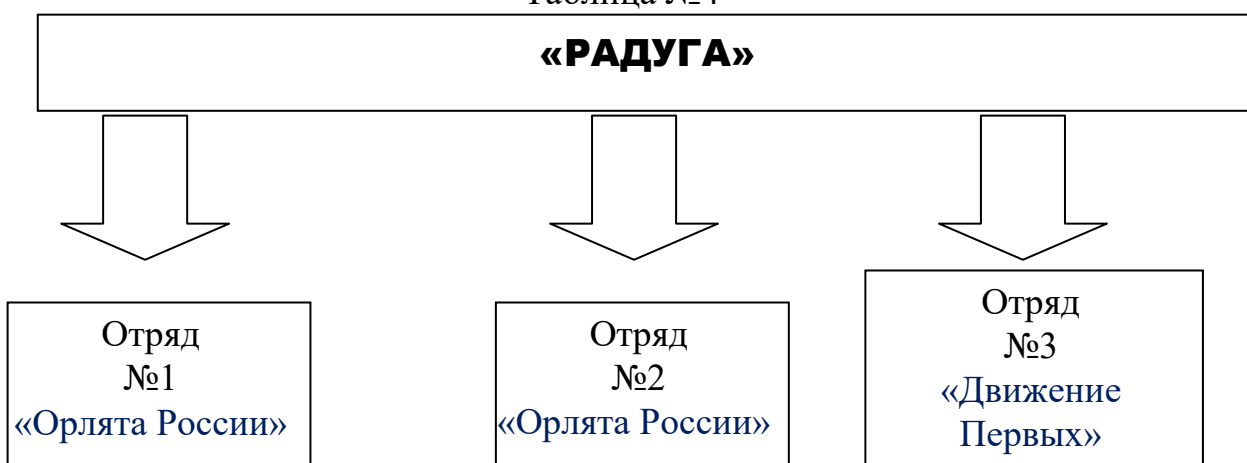 «РАДУГА»
Отряд
№1
«Орлята России»
Отряд
№2
«Орлята России»
Отряд
№3
«Движение
Первых»